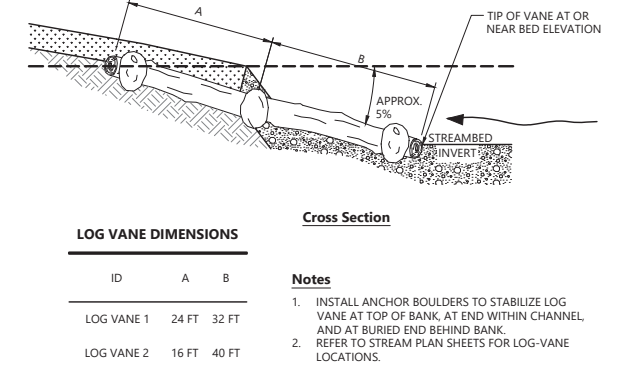 A
TIP OF VANE AT OR
NEAR BED ELEVATION
B
APPROX.
5%
STREAMBED
INVERT
Cross Section
LOG VANE DIMENSIONS
ID A B
LOG VANE 1 24 FT 32 FT
LOG VANE 2 16 FT 40 FT
Notes
1. INSTALL ANCHOR BOULDERS TO STABILIZE LOG
VANE AT TOP OF BANK, AT END WITHIN CHANNEL,
AND AT BURIED END BEHIND BANK.
2. REFER TO STREAM PLAN SHEETS FOR LOG-VANE
LOCATIONS.